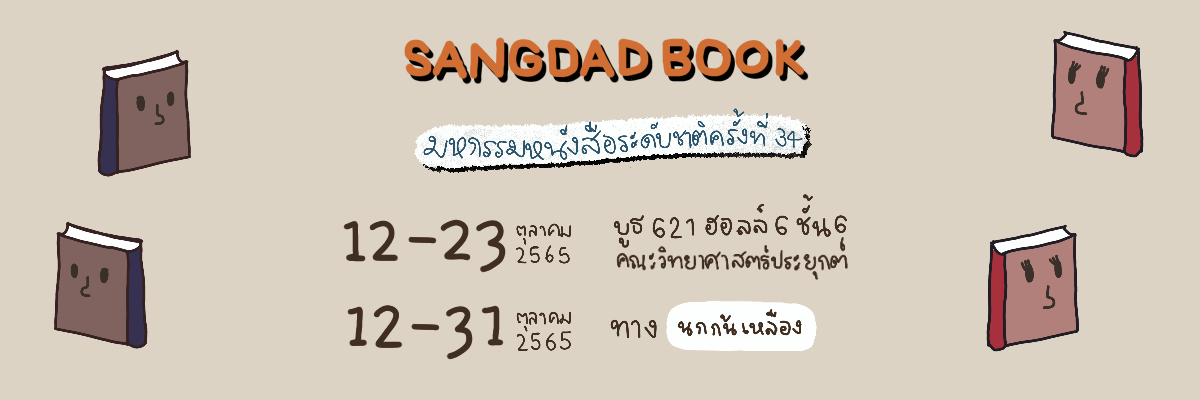 SANGDAD BOOK
มหกรรมหนังสือระดับชาติครั้งที่ 34
12-23 ตุลาคม 2565
บูธ 621 ฮอลล์ 6 ชั้น 6
คณะวิทยาศาสตร์ประยุกต์
12-31 ตุลาคม 2565
ทาง นกกันเหลือง